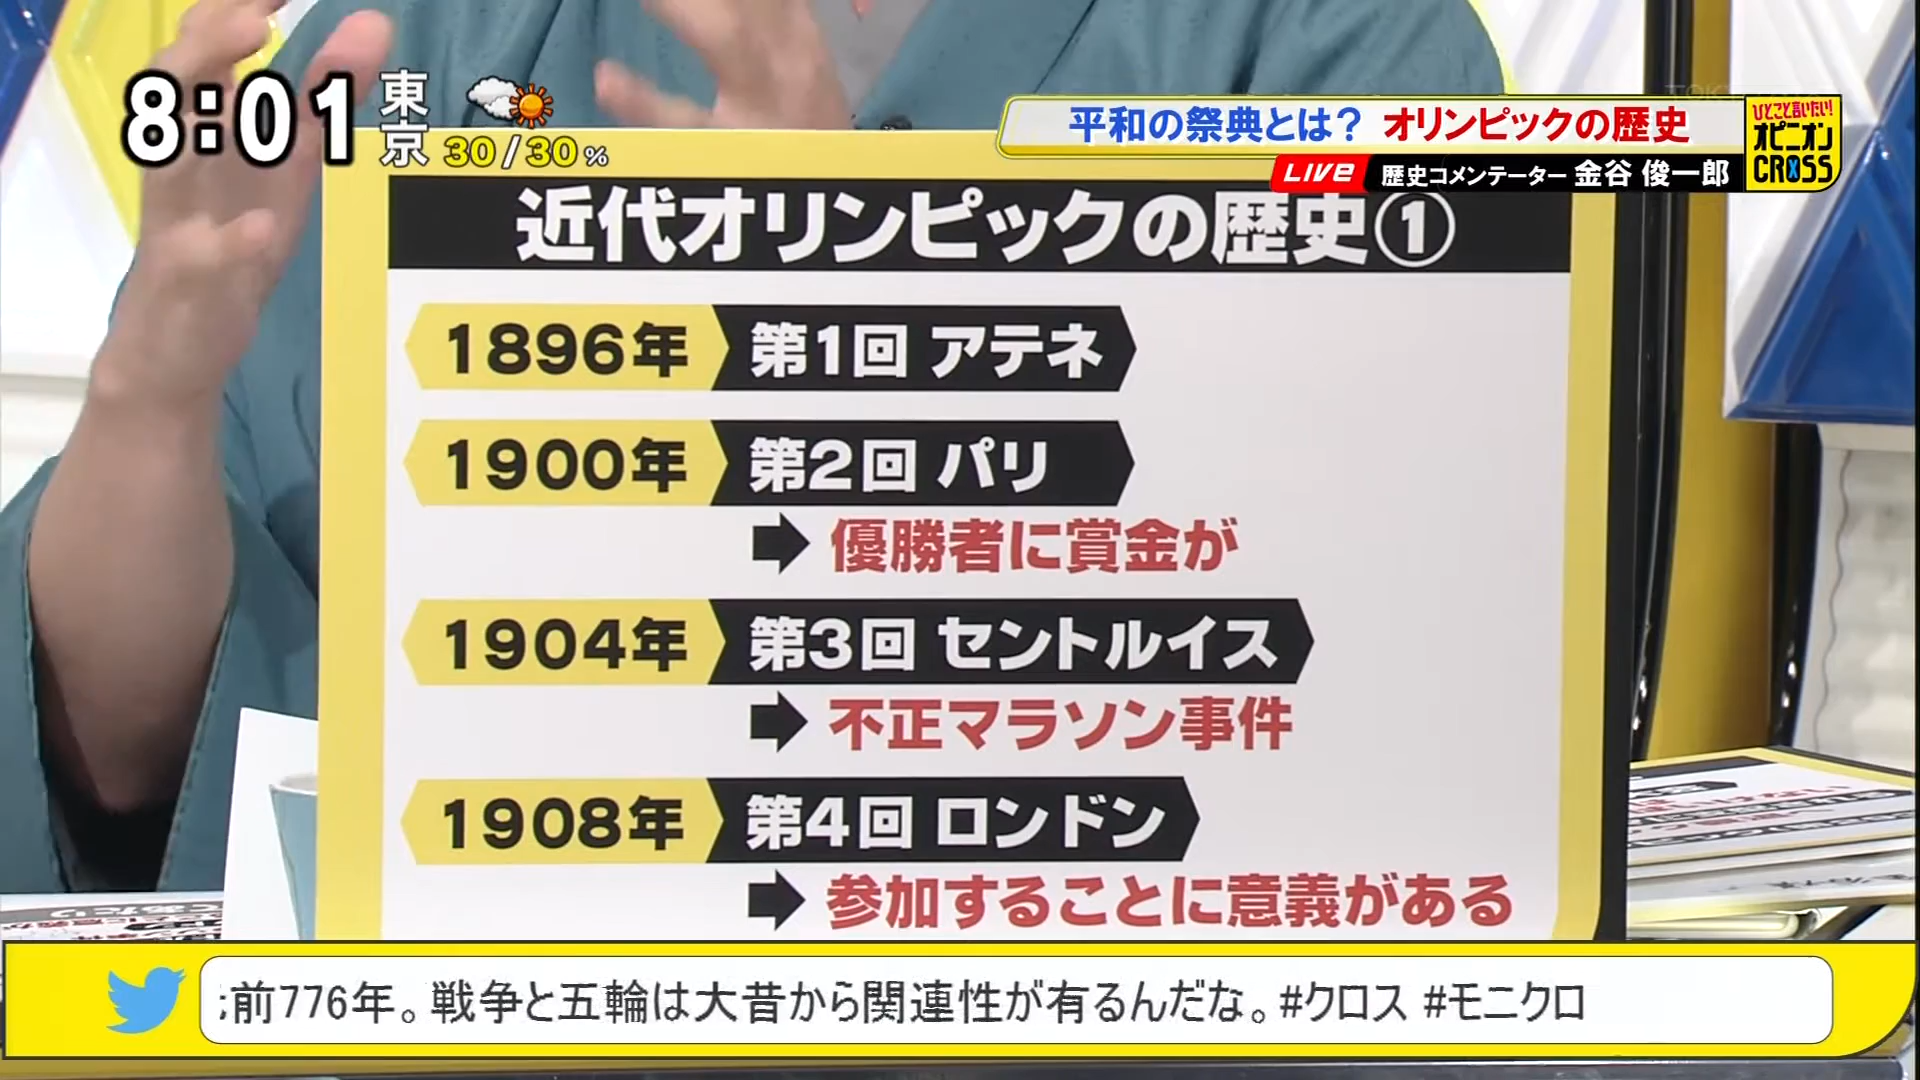 8:01
東京
30/30%
平和の祭典とは? オリンピックの歴史
ひとこと言いたい!
オピニオン
CROSS
LIVE 歴史コメンテーター 金谷 俊一郎
近代オリンピックの歴史①
1896年 第1回 アテネ
1900年 第2回 パリ
➡ 優勝者に賞金が
1904年 第3回 セントルイス
➡ 不正マラソン事件
1908年 第4回 ロンドン
➡ 参加することに意義がある
前776年。戦争と五輪は大昔から関連性が有るんだな。#クロス #モニクロ